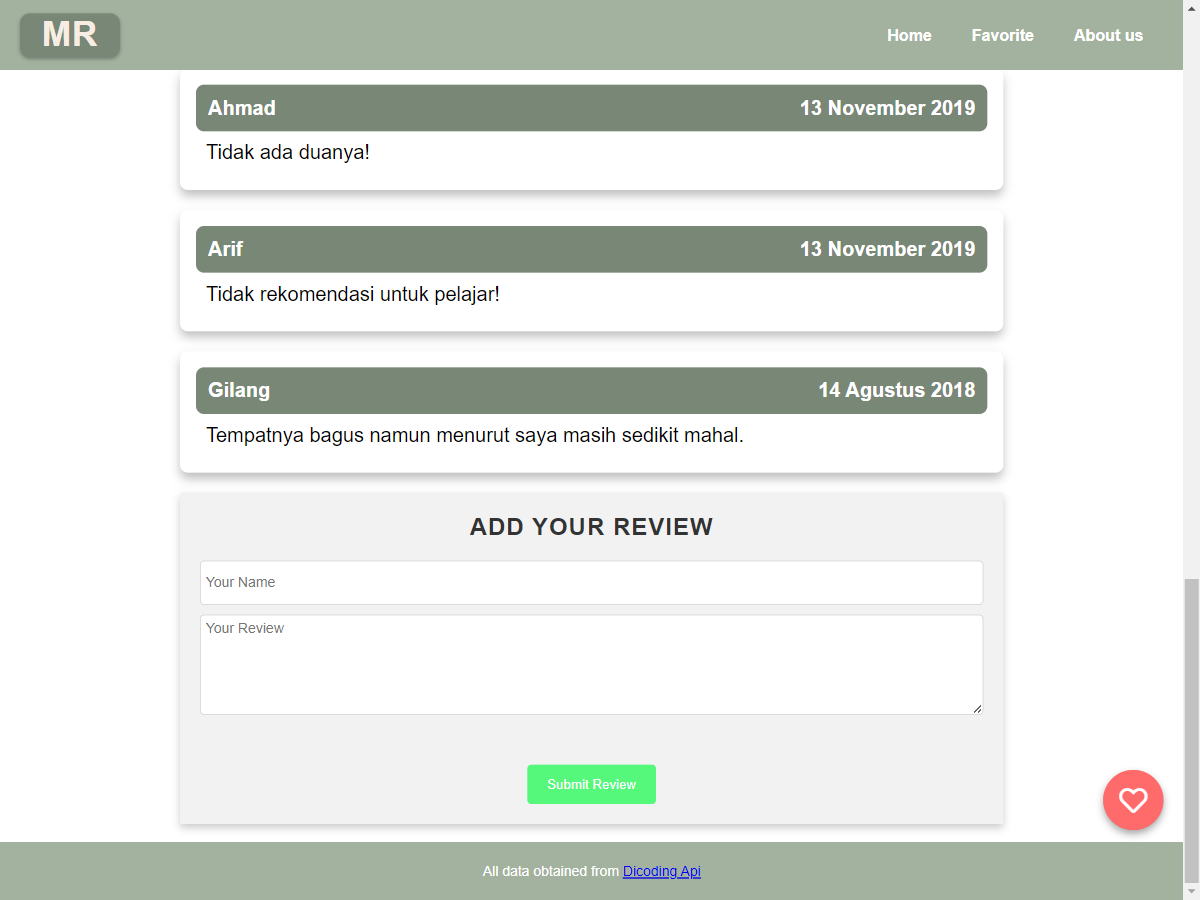 MR
Home
Favorite
About us
Ahmad
13 November 2019
Tidak ada duanya!
Arif
13 November 2019
Tidak rekomendasi untuk pelajar!
Gilang
14 Agustus 2018
Tempatnya bagus namun menurut saya masih sedikit mahal.
ADD YOUR REVIEW
Your Name
Your Review
Submit Review
All data obtained from Dicoding Api